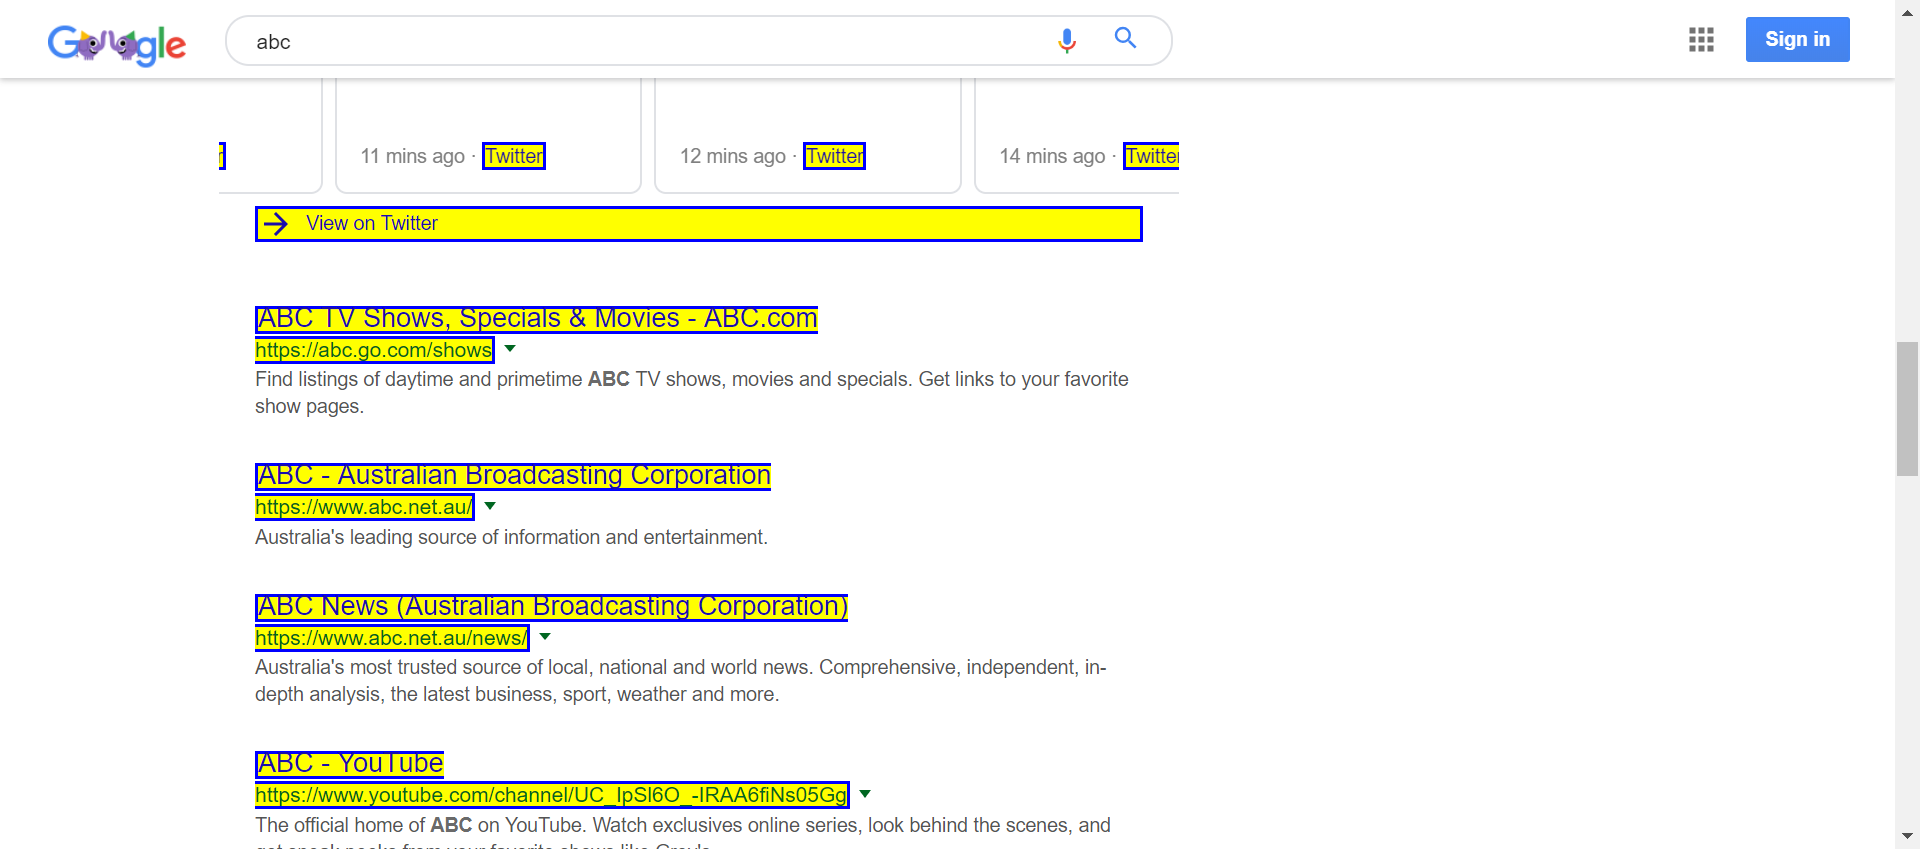 Google
abc
Sign in
11 mins ago · Twitter
12 mins ago · Twitter
14 mins ago · Twitter
View on Twitter
ABC TV Shows, Specials & Movies - ABC.com
https://abc.go.com/shows
Find listings of daytime and primetime ABC TV shows, movies and specials. Get links to your favorite
show pages.
ABC - Australian Broadcasting Corporation
https://www.abc.net.au/
Australia's leading source of information and entertainment.
ABC News (Australian Broadcasting Corporation)
https://www.abc.net.au/news/
Australia's most trusted source of local, national and world news. Comprehensive, independent, in-
depth analysis, the latest business, sport, weather and more.
ABC - YouTube
https://www.youtube.com/channel/UC_IpSI6O_-IRAA6fiNs05Gg
The official home of ABC on YouTube. Watch exclusives online series, look behind the scenes, and